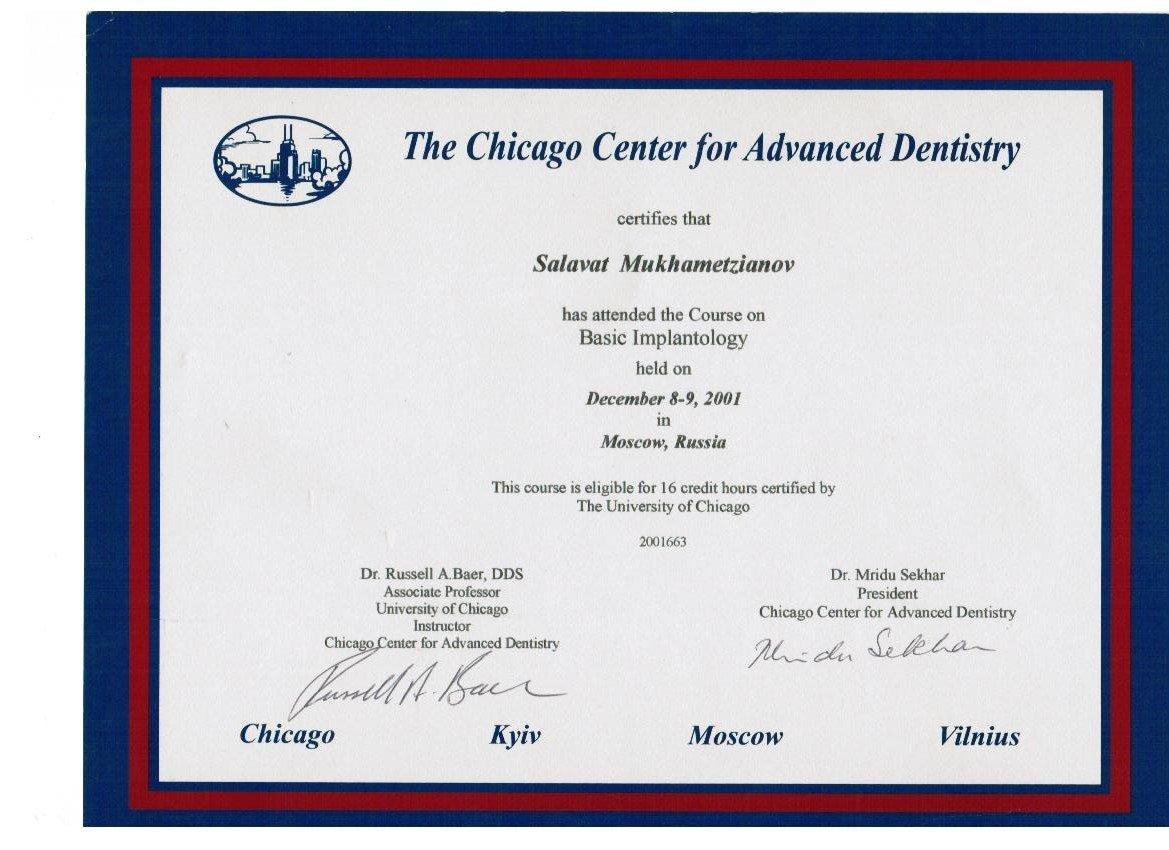 The Chicago Center for Advanced Dentistry
certifies that
Salavat Mukhametzianov
has attended the Course on
Basic Implantology
held on
December 8-9, 2001
in
Moscow, Russia
This course is eligible for 16 credit hours certified by
The University of Chicago
2001663
Dr. Russell A.Baer, DDS
Associate Professor
University of Chicago
Instructor
Chicago Center for Advanced Dentistry
Russell A. Baer
Dr. Mridu Sekhar
President
Chicago Center for Advanced Dentistry
Mridu Sekhar
Chicago Kyiv Moscow Vilnius